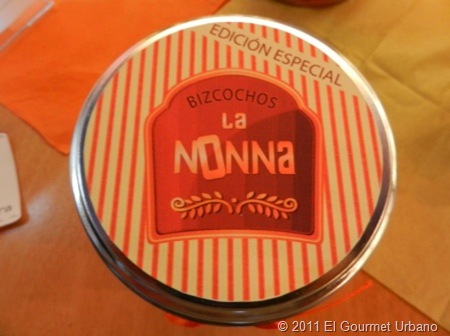 EDICIÓN ESPECIAL
BIZCOCHOS
La
NONNa
© 2011 El Gourmet Urbano